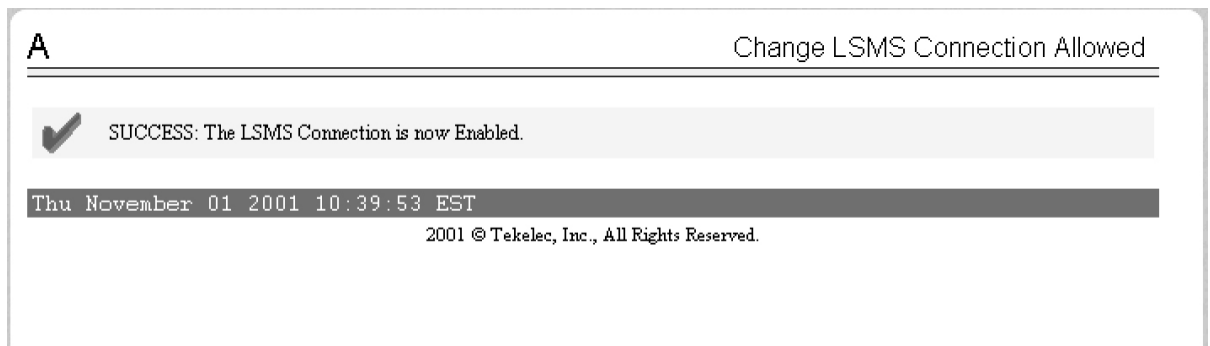 A
Change LSMS Connection Allowed
SUCCESS: The LSMS Connection is now Enabled.
Thu November 01 2001 10:39:53 EST
2001 © Tekelec, Inc., All Rights Reserved.